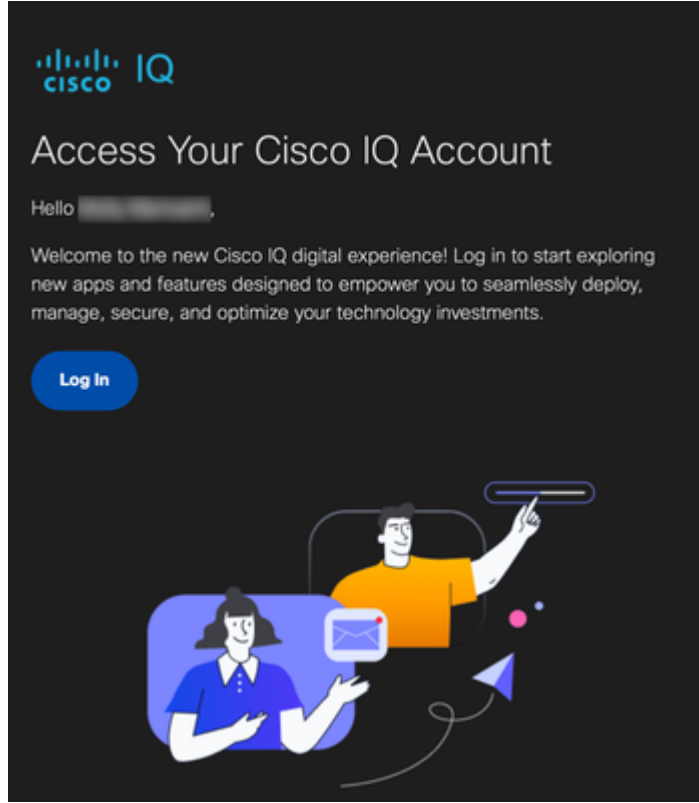 CISCO IQ
Access Your Cisco IQ Account
Hello ,
Welcome to the new Cisco IQ digital experience! Log in to start exploring
new apps and features designed to empower you to seamlessly deploy,
manage, secure, and optimize your technology investments.
Log In